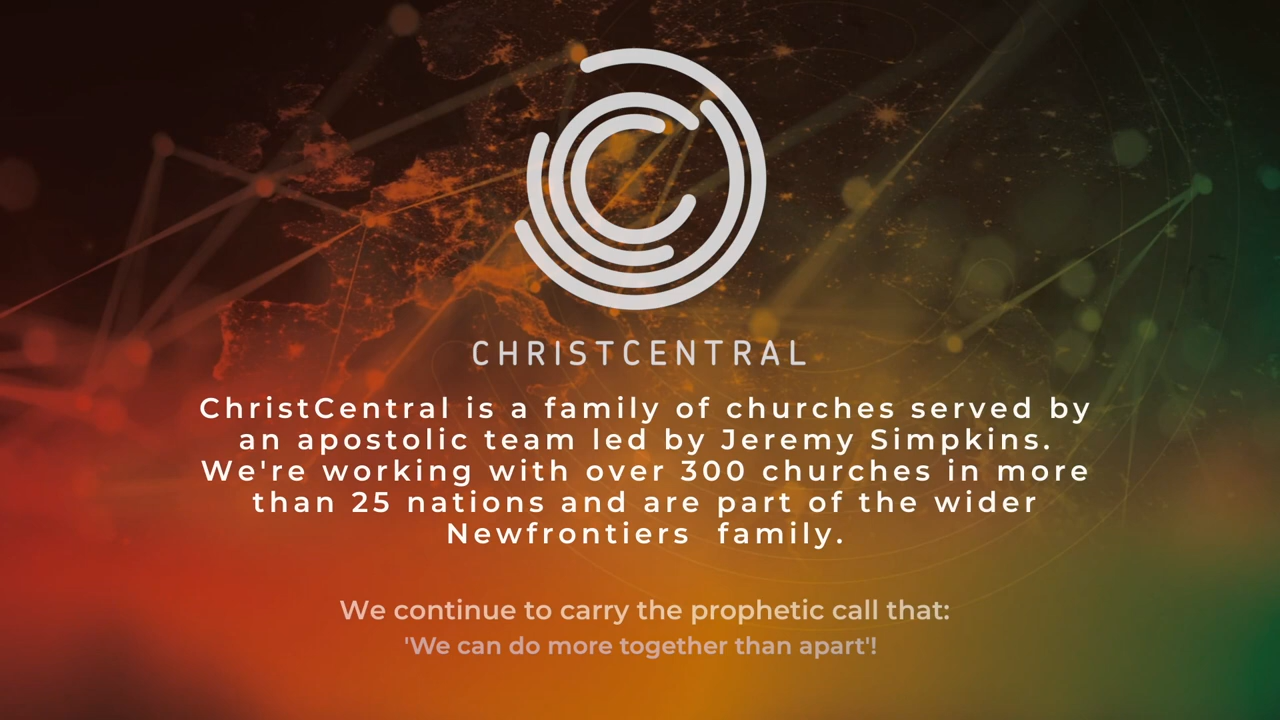 CHRISTCENTRAL
ChristCentral is a family of churches served by
an apostolic team led by Jeremy Simpkins.
We're working with over 300 churches in more
than 25 nations and are part of the wider
Newfrontiers family.
We continue to carry the prophetic call that:
'We can do more together than apart'!